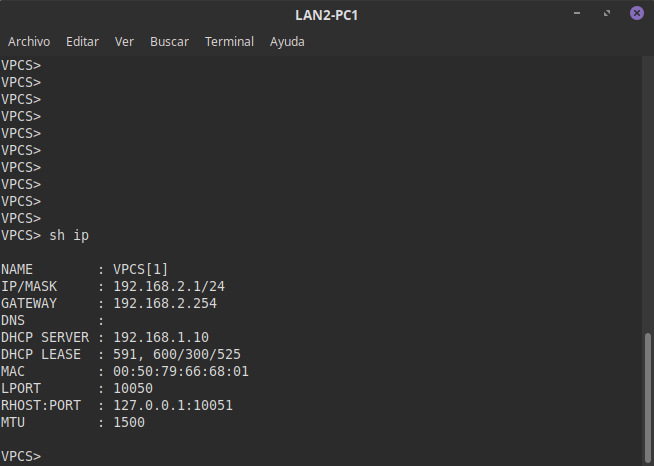 LAN2-PC1
Archivo Editar Ver Buscar Terminal Ayuda
VPCS>
VPCS>
VPCS>
VPCS>
VPCS>
VPCS>
VPCS>
VPCS>
VPCS>
VPCS>
VPCS> sh ip
NAME : VPCS[1]
IP/MASK : 192.168.2.1/24
GATEWAY : 192.168.2.254
DNS :
DHCP SERVER : 192.168.1.10
DHCP LEASE : 591, 600/300/525
MAC : 00:50:79:66:68:01
LPORT : 10050
RHOST:PORT : 127.0.0.1:10051
MTU : 1500
VPCS>